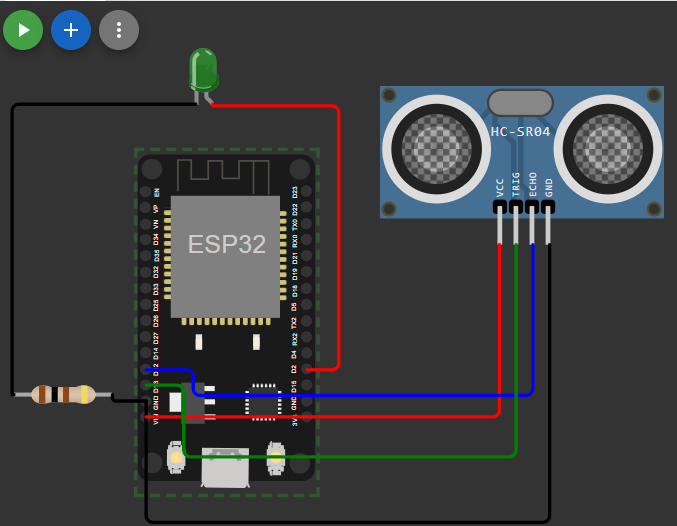 HC-SR04
VCC
TRIG
ECHO
GND
ESP32
EN
VP
VN
D34
D35
D32
D33
D25
D26
D27
D14
D12
D13
GND
VIN
D23
D22
TX0
RX0
D21
D19
D18
D5
TX2
RX2
D4
D2
D15
GND